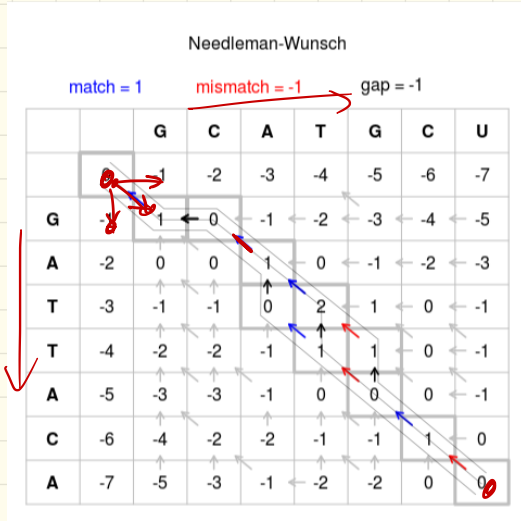 Needleman-Wunsch
match = 1 mismatch = -1 gap = -1
G C A T G C U
-1 -2 -3 -4 -5 -6 -7
G 1 0 -1 -2 -3 -4 -5
A -2 0 0 1 0 -1 -2 -3
T -3 -1 -1 0 2 1 0 -1
T -4 -2 -2 -1 1 1 0 -1
A -5 -3 -3 -1 0 0 0 -1
C -6 -4 -2 -2 -1 -1 1 0
A -7 -5 -3 -1 -2 -2 0 0